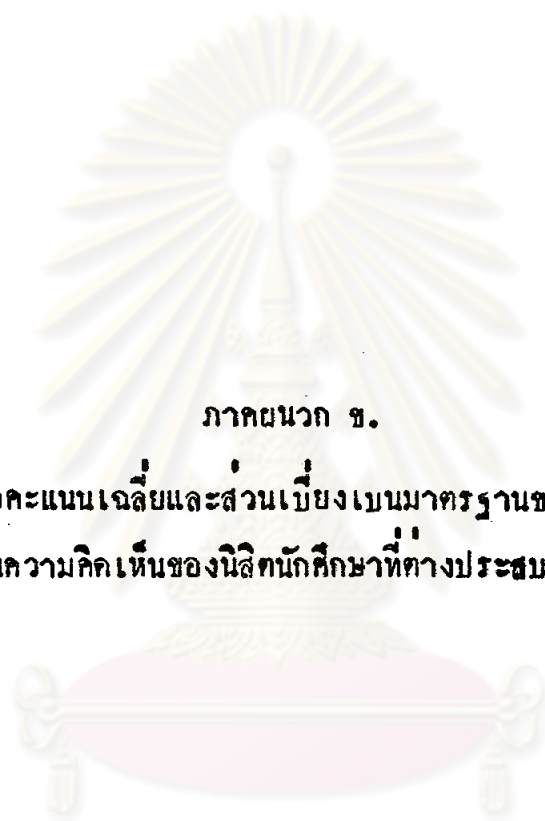 ภาคผนวก ข.
คะแนนเฉลี่ยและส่วนเบี่ยงเบนมาตรฐาน
ความคิดเห็นของนิสิตนักศึกษาที่ต่างประสบ